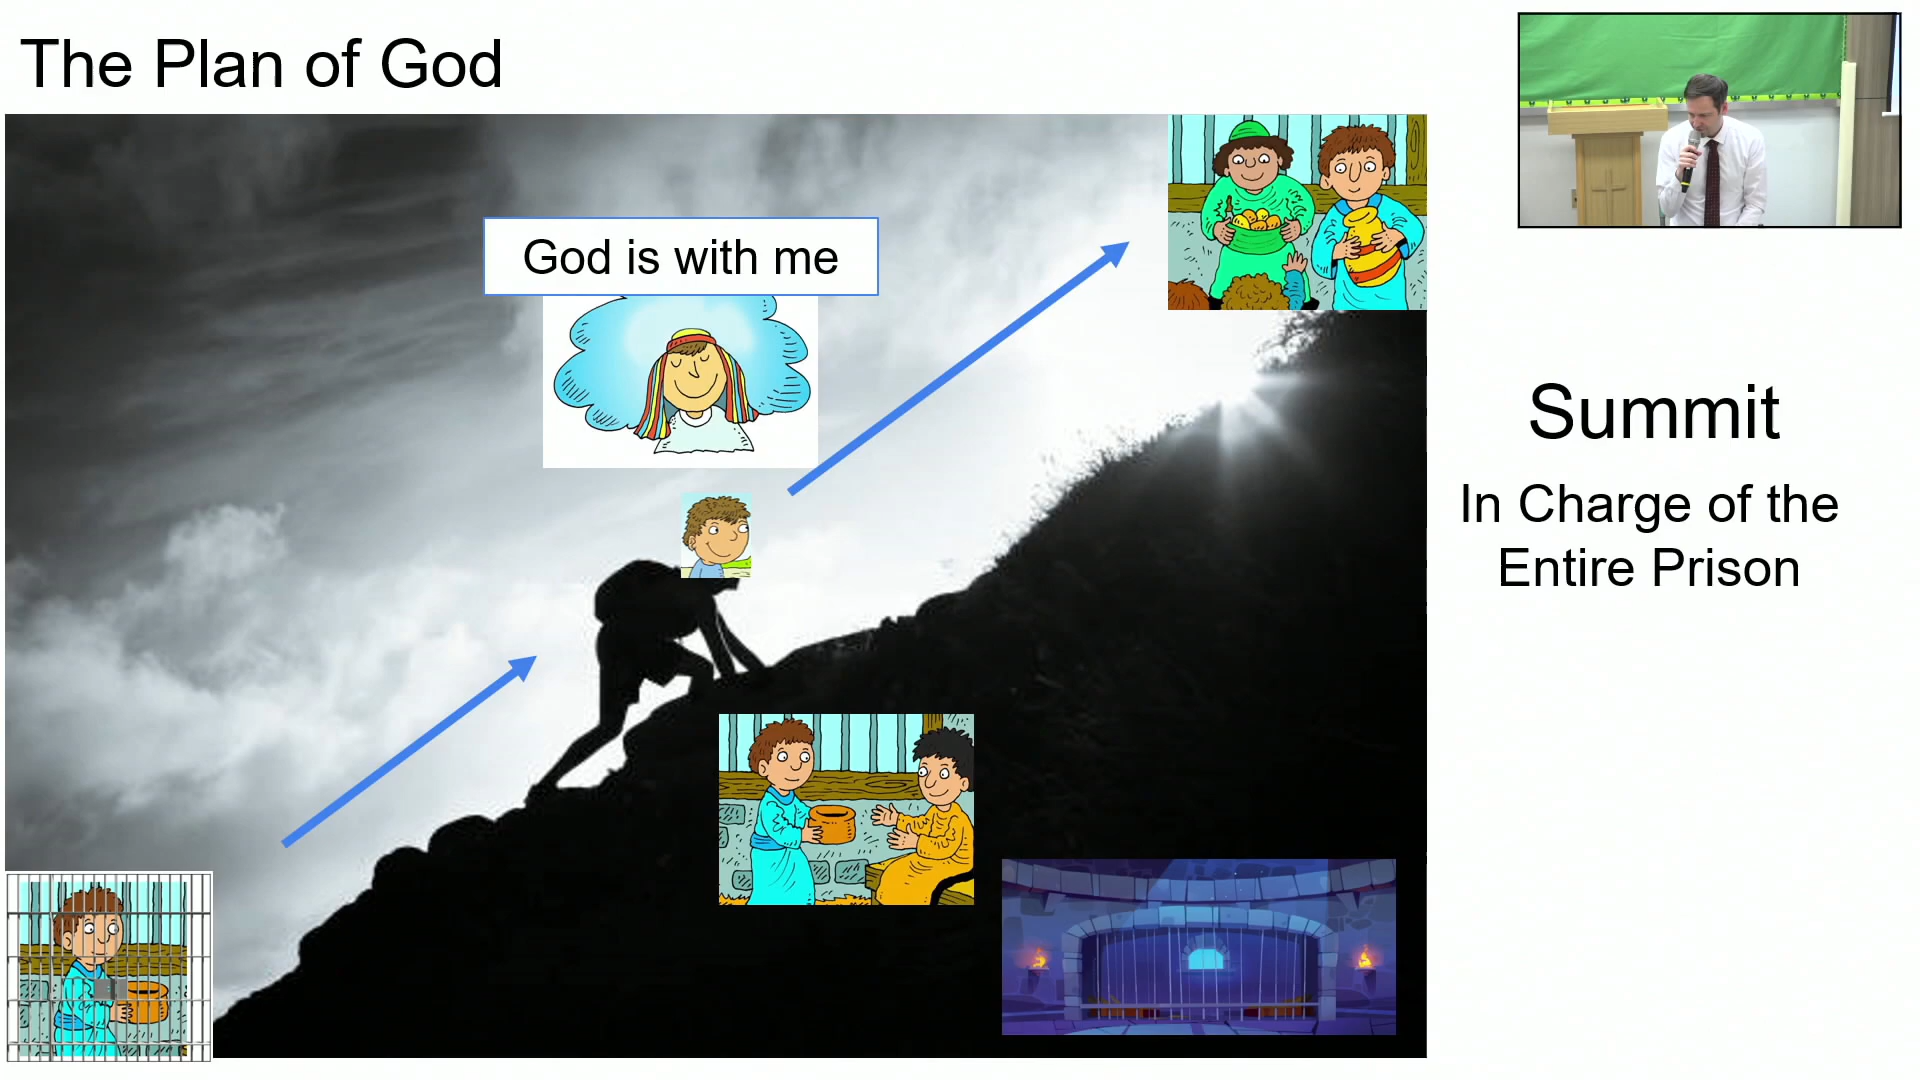 The Plan of God
God is with me
Summit
In Charge of the
Entire Prison